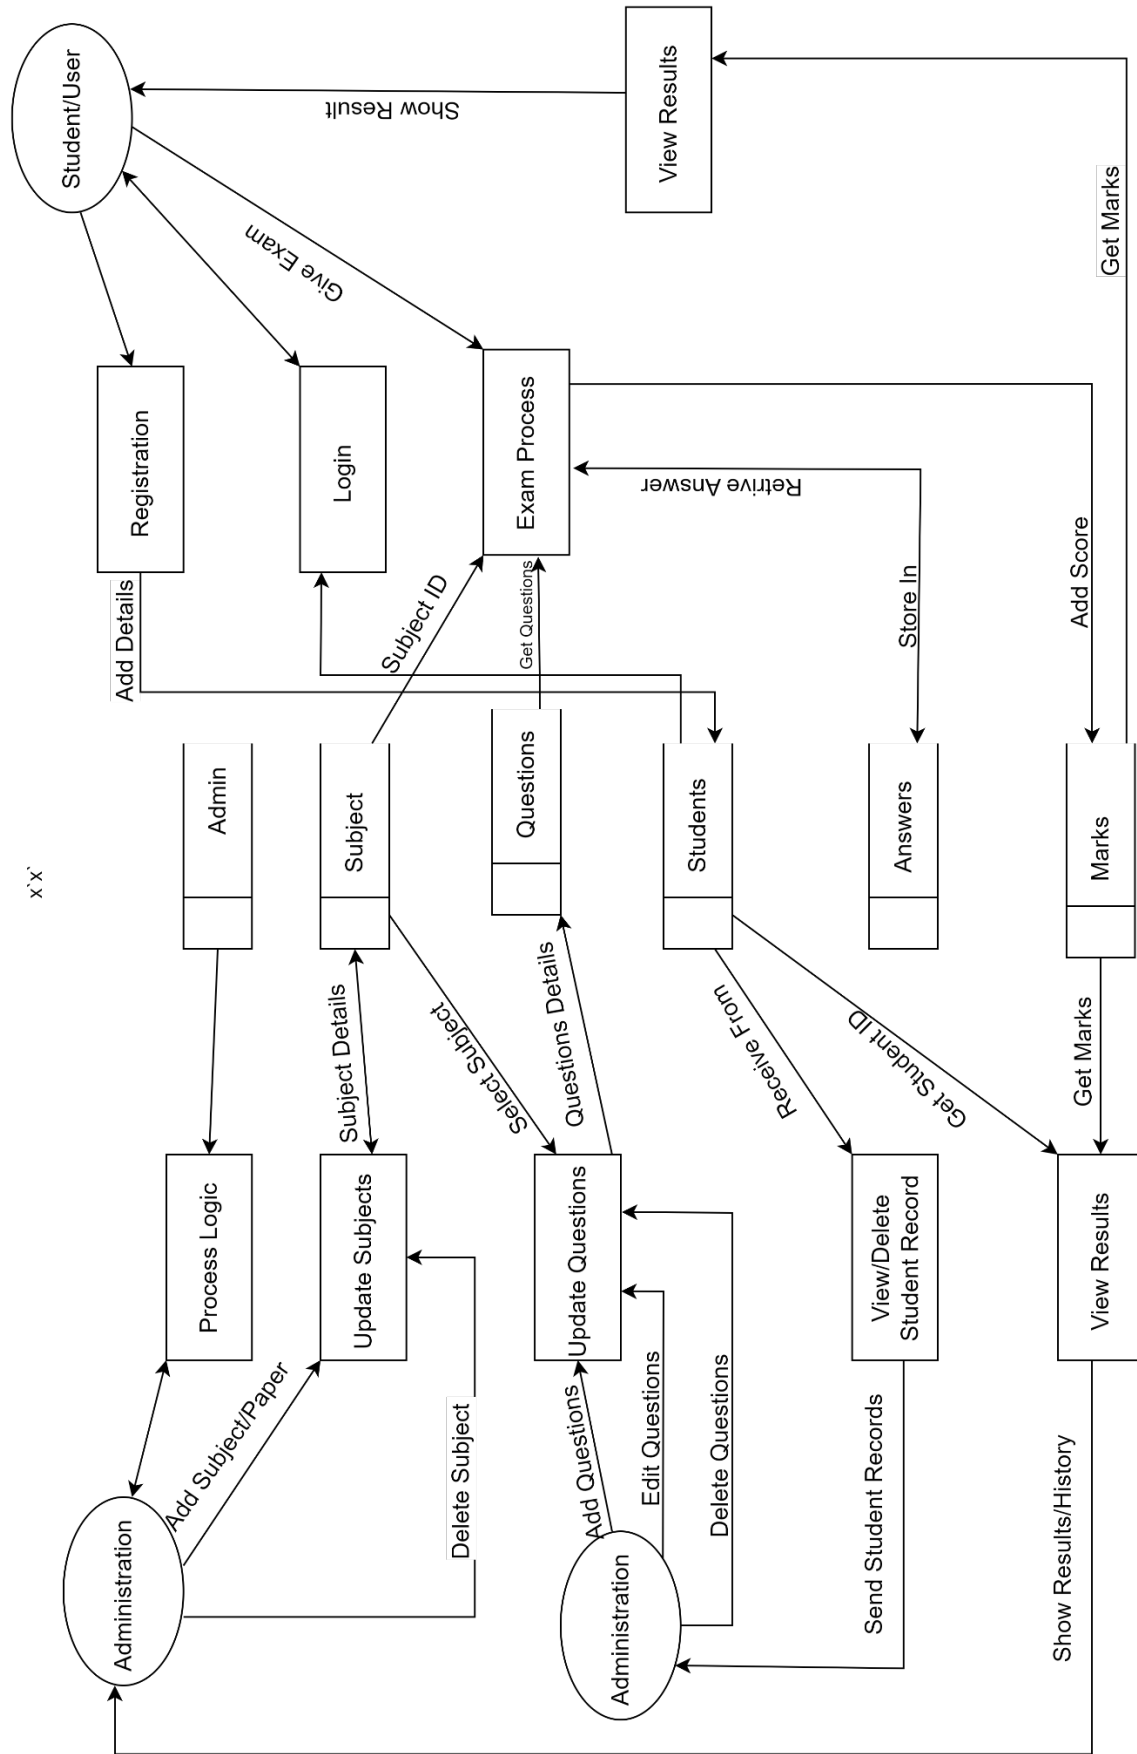 x`x`
Administration
Process Logic
Admin
Add Details
Registration
Student/User
Add Subject/Paper
Update Subjects
Subject Details
Subject
Subject ID
Login
Give Exam
Delete Subject
Select Subject
Add Questions
Update Questions
Questions Details
Questions
Get Questions
Exam Process
Show Result
Administration
Edit Questions
Delete Questions
Receive From
Students
Retrive Answer
View Results
Send Student Records
View/Delete
Student Record
Get Student ID
Answers
Store In
Show Results/History
View Results
Get Marks
Marks
Add Score
Get Marks